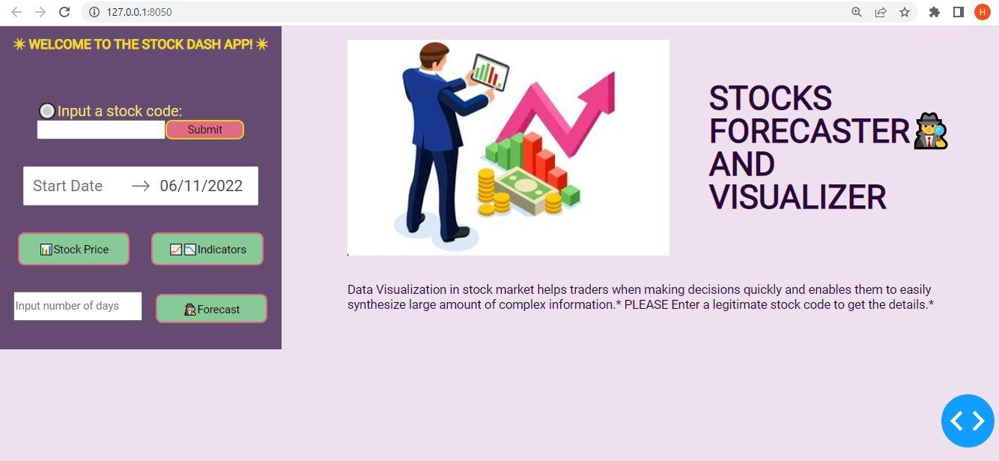 127.0.0.1:8050
H
✴ WELCOME TO THE STOCK DASH APP! ✴
Input a stock code:
Submit
Start Date → 06/11/2022
📊Stock Price
📈📉Indicators
Input number of days
🕵Forecast
STOCKS
FORECASTER🕵
AND
VISUALIZER
Data Visualization in stock market helps traders when making decisions quickly and enables them to easily
synthesize large amount of complex information.* PLEASE Enter a legitimate stock code to get the details.*